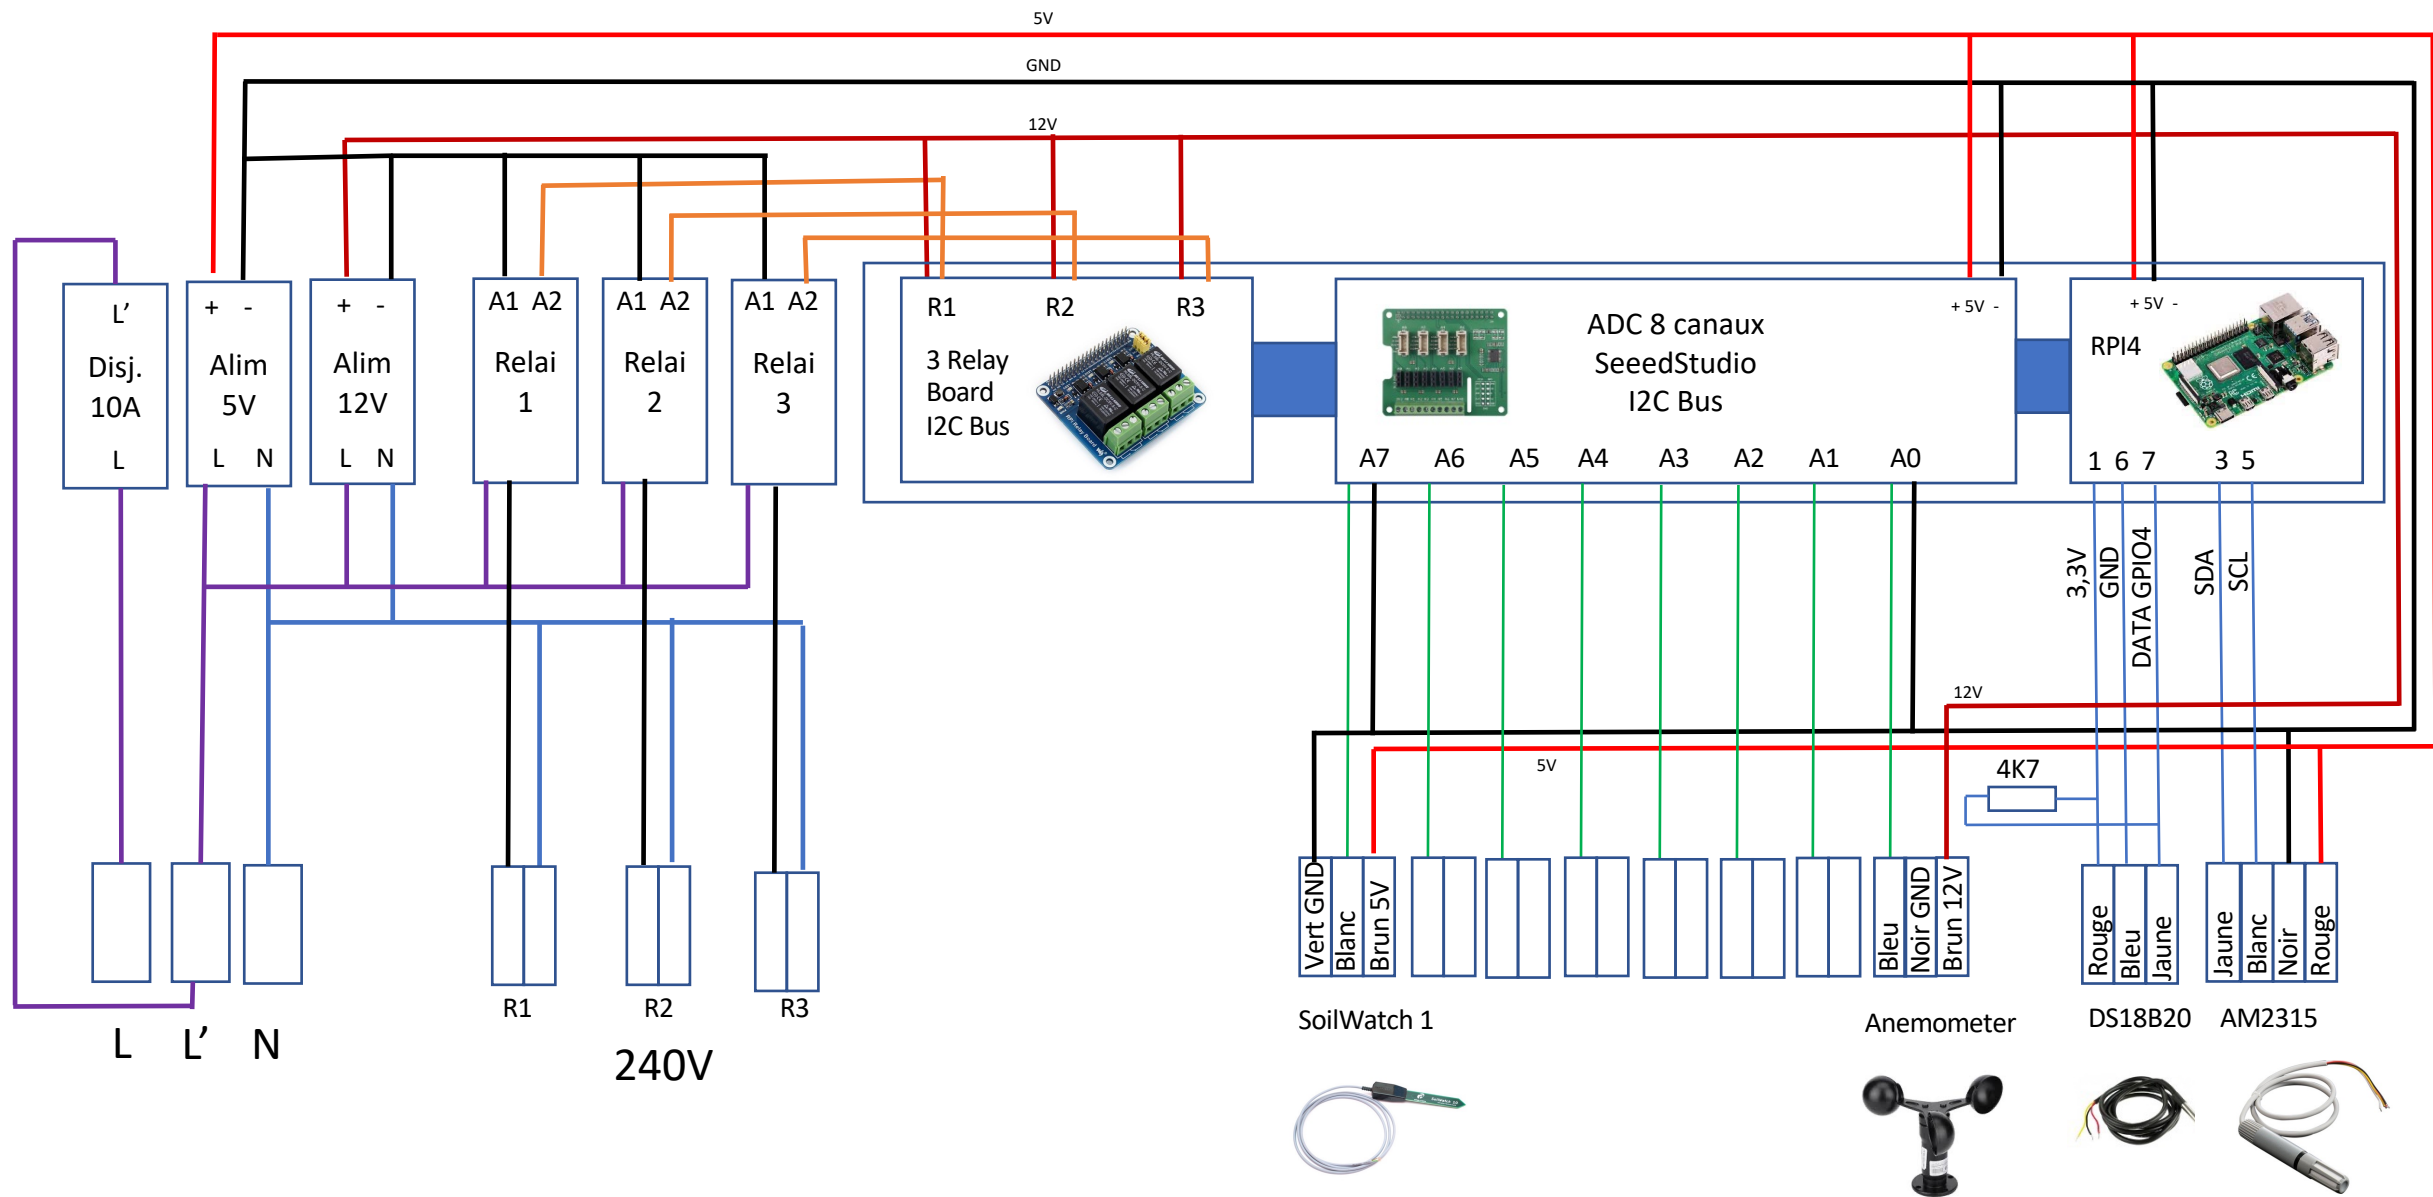 5V
GND
12V
L'
Disj.
10A
L
+ -
Alim
5V
L N
+ -
Alim
12V
L N
A1 A2
Relai
1
A1 A2
Relai
2
A1 A2
Relai
3
R1 R2 R3
3 Relay
Board
I2C Bus
ADC 8 canaux
SeeedStudio
I2C Bus
+ 5V -
A7 A6 A5 A4 A3 A2 A1 A0
+ 5V -
RPI4
1 6 7 3 5
3,3V
GND
DATA GPIO4
SDA
SCL
12V
5V
4K7
Vert GND
Blanc
Brun 5V
Bleu
Noir GND
Brun 12V
Rouge
Bleu
Jaune
Jaune
Blanc
Noir
Rouge
R1 R2 R3
L L' N
240V
SoilWatch 1
Anemometer
DS18B20
AM2315